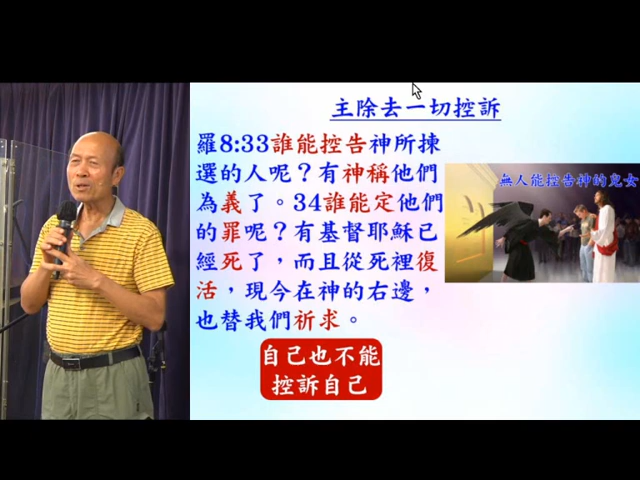 主除去一切控訴
羅8:33誰能控告神所揀
選的人呢？有神稱他們
為義了。34誰能定他們
的罪呢？有基督耶穌已
經死了，而且從死裡復
活，現今在神的右邊，
也替我們祈求。
無人能控告神的兒女
自己也不能
控訴自己